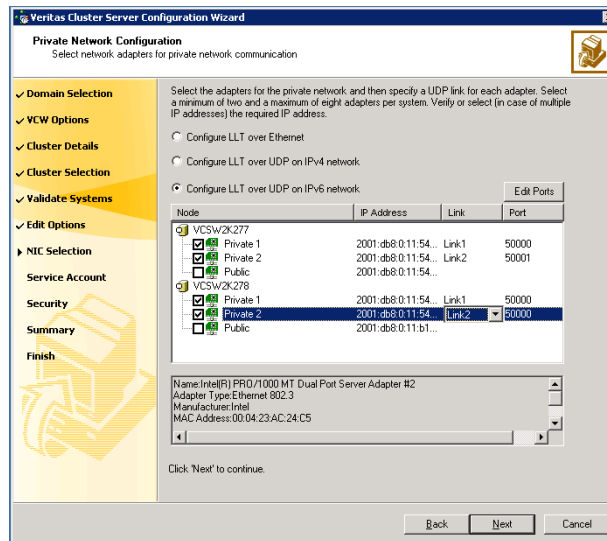 Veritas Cluster Server Configuration Wizard
Private Network Configuration
Select network adapters for private network communication
Domain Selection
VCW Options
Cluster Details
Cluster Selection
Validate Systems
Edit Options
NIC Selection
Service Account
Security
Summary
Finish
Select the adapters for the private network and then specify a UDP link for each adapter. Select
a minimum of two and a maximum of eight adapters per system. Verify or select (in case of multiple
IP addresses) the required IP address.
Configure LLT over Ethernet
Configure LLT over UDP on IPv4 network
Configure LLT over UDP on IPv6 network
Edit Ports
Node IP Address Link Port
VCSW2K277
Private 1 2001:db8:0:11:54... Link1 50000
Private 2 2001:db8:0:11:54... Link2 50001
Public 2001:db8:0:11:54...
VCSW2K278
Private 1 2001:db8:0:11:54... Link1 50000
Private 2 2001:db8:0:11:54... Link2 50000
Public 2001:db8:0:11:b1...
Name:Intel(R) PRO/1000 MT Dual Port Server Adapter #2
Adapter Type:Ethernet 802.3
Manufacturer:Intel
MAC Address:00:04:23:AC:24:C5
Click 'Next' to continue.
Back Next Cancel